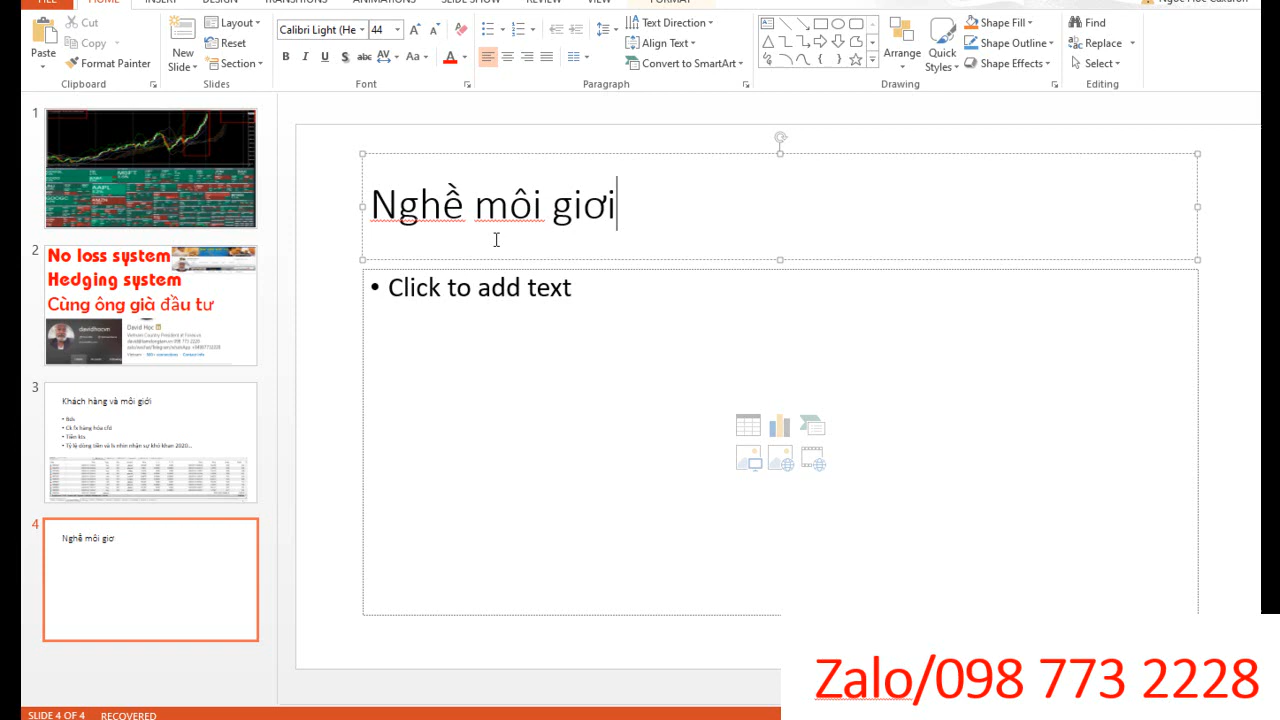 FILE HOME INSERT DESIGN TRANSITIONS ANIMATIONS SLIDE SHOW REVIEW VIEW FORMAT
Cut
Copy
Format Painter
Paste
Clipboard
New Slide
Layout
Reset
Section
Slides
Calibri Light (He 44
Font
Text Direction
Align Text
Convert to SmartArt
Paragraph
Arrange
Quick Styles
Shape Fill
Shape Outline
Shape Effects
Drawing
Find
Replace
Select
Editing
1
2
No loss system
Hedging system
Cùng ông già đầu tư
davidhocvn
David Học
3
Khách hàng và môi giới
4
Nghề môi giơ
Nghề môi giơi
• Click to add text
Zalo/098 773 2228
SLIDE 4 OF 4 RECOVERED